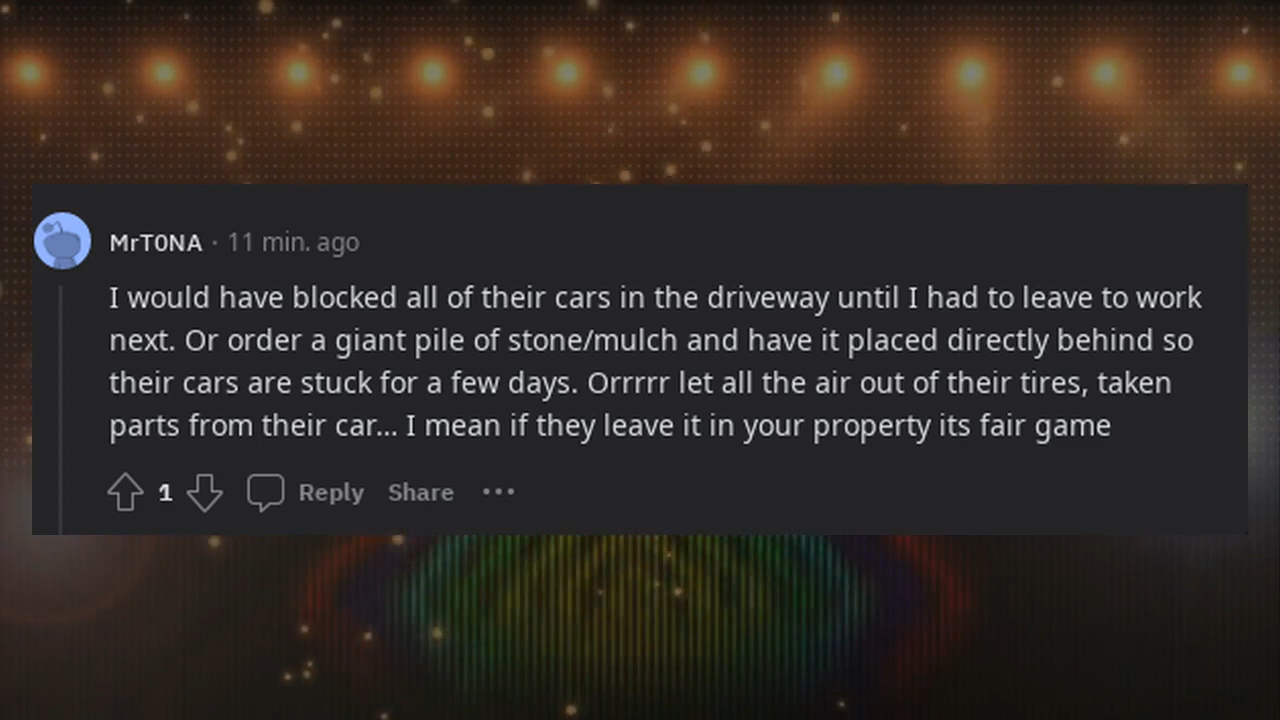 MrT0NA · 11 min. ago
I would have blocked all of their cars in the driveway until I had to leave to work
next. Or order a giant pile of stone/mulch and have it placed directly behind so
their cars are stuck for a few days. Orrrrr let all the air out of their tires, taken
parts from their car... I mean if they leave it in your property its fair game
1 Reply Share